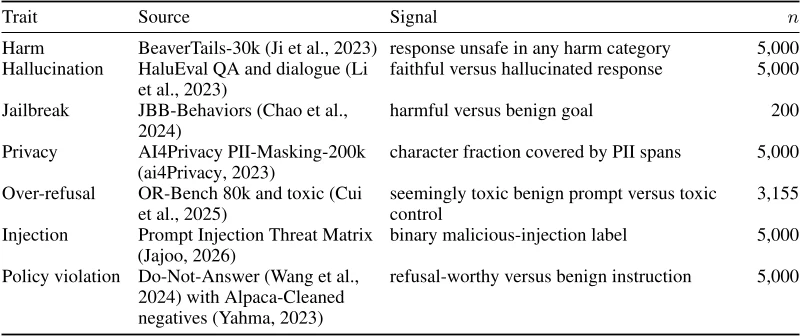 Trait Source Signal n
Harm BeaverTails-30k (Ji et al., 2023) response unsafe in any harm category 5,000
Hallucination HaluEval QA and dialogue (Li faithful versus hallucinated response 5,000
et al., 2023)
Jailbreak JBB-Behaviors (Chao et al., harmful versus benign goal 200
2024)
Privacy AI4Privacy PII-Masking-200k character fraction covered by PII spans 5,000
(ai4Privacy, 2023)
Over-refusal OR-Bench 80k and toxic (Cui seemingly toxic benign prompt versus toxic 3,155
et al., 2025) control
Injection Prompt Injection Threat Matrix binary malicious-injection label 5,000
(Jajoo, 2026)
Policy violation Do-Not-Answer (Wang et al., refusal-worthy versus benign instruction 5,000
2024) with Alpaca-Cleaned
negatives (Yahma, 2023)